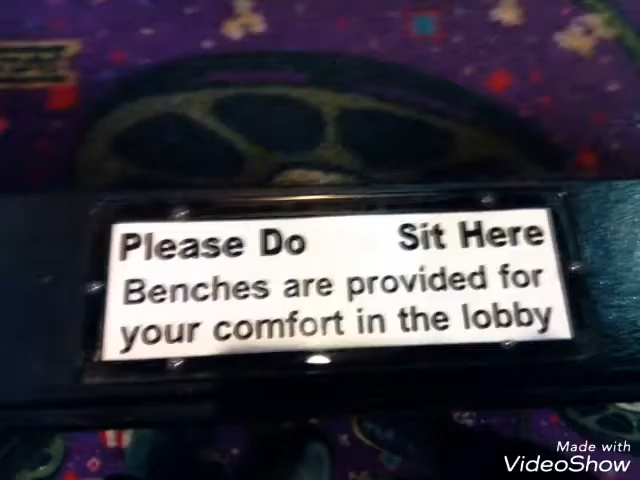 Please Do Sit Here
Benches are provided for
your comfort in the lobby
Made with
VideoShow